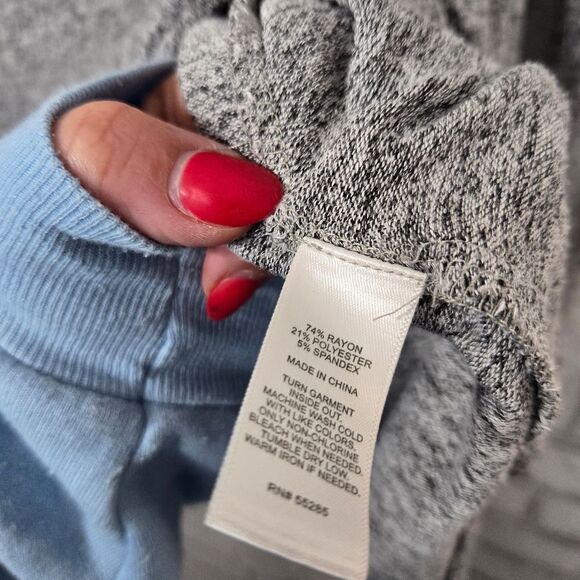 74% RAYON
21% POLYESTER
5% SPANDEX
MADE IN CHINA
TURN GARMENT
INSIDE OUT,
MACHINE WASH COLD
WITH LIKE COLORS,
ONLY NON-CHLORINE
BLEACH WHEN NEEDED.
TUMBLE DRY LOW,
WARM IRON IF NEEDED.
RN# 55285